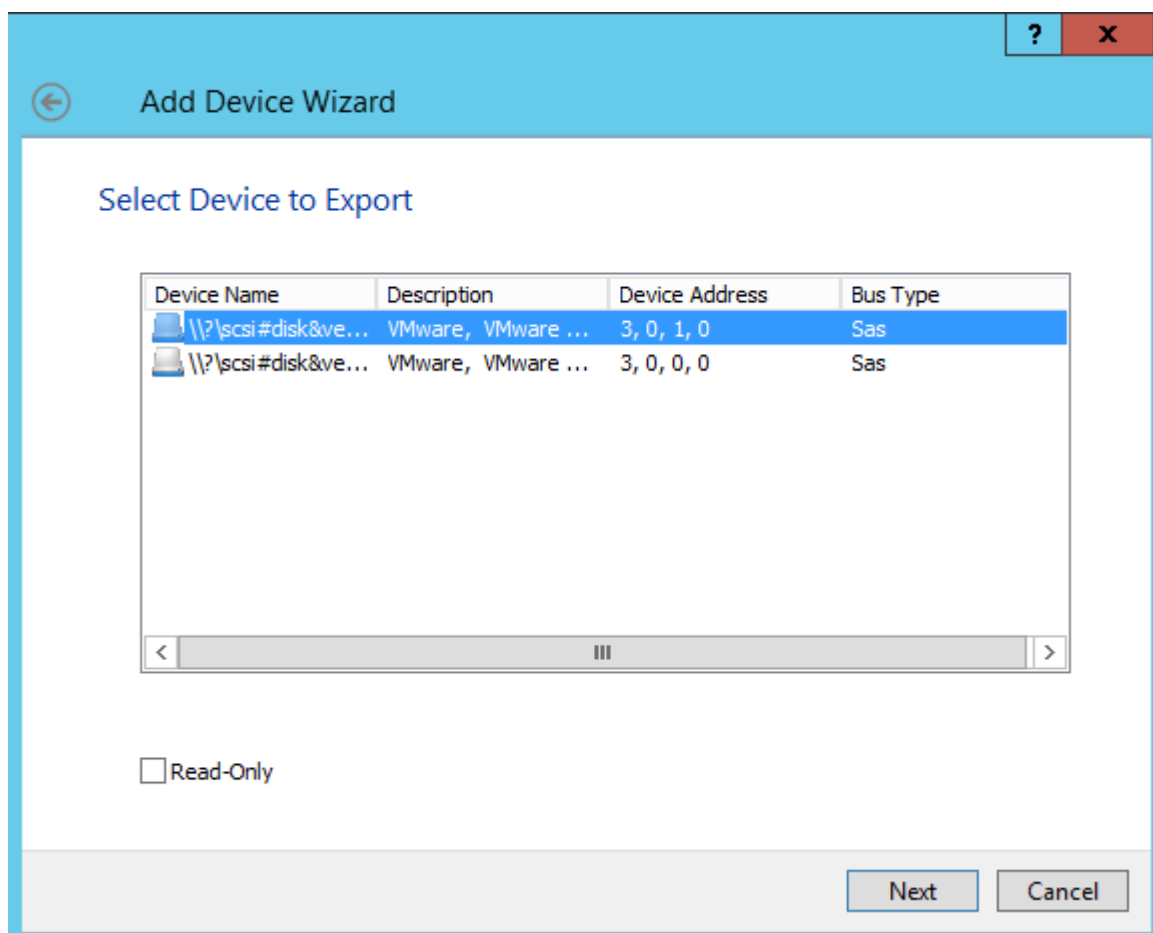 ? x
Add Device Wizard
Select Device to Export
Device Name Description Device Address Bus Type
\\?\scsi#disk&ve... VMware, VMware ... 3, 0, 1, 0 Sas
\\?\scsi#disk&ve... VMware, VMware ... 3, 0, 0, 0 Sas
Read-Only
Next Cancel